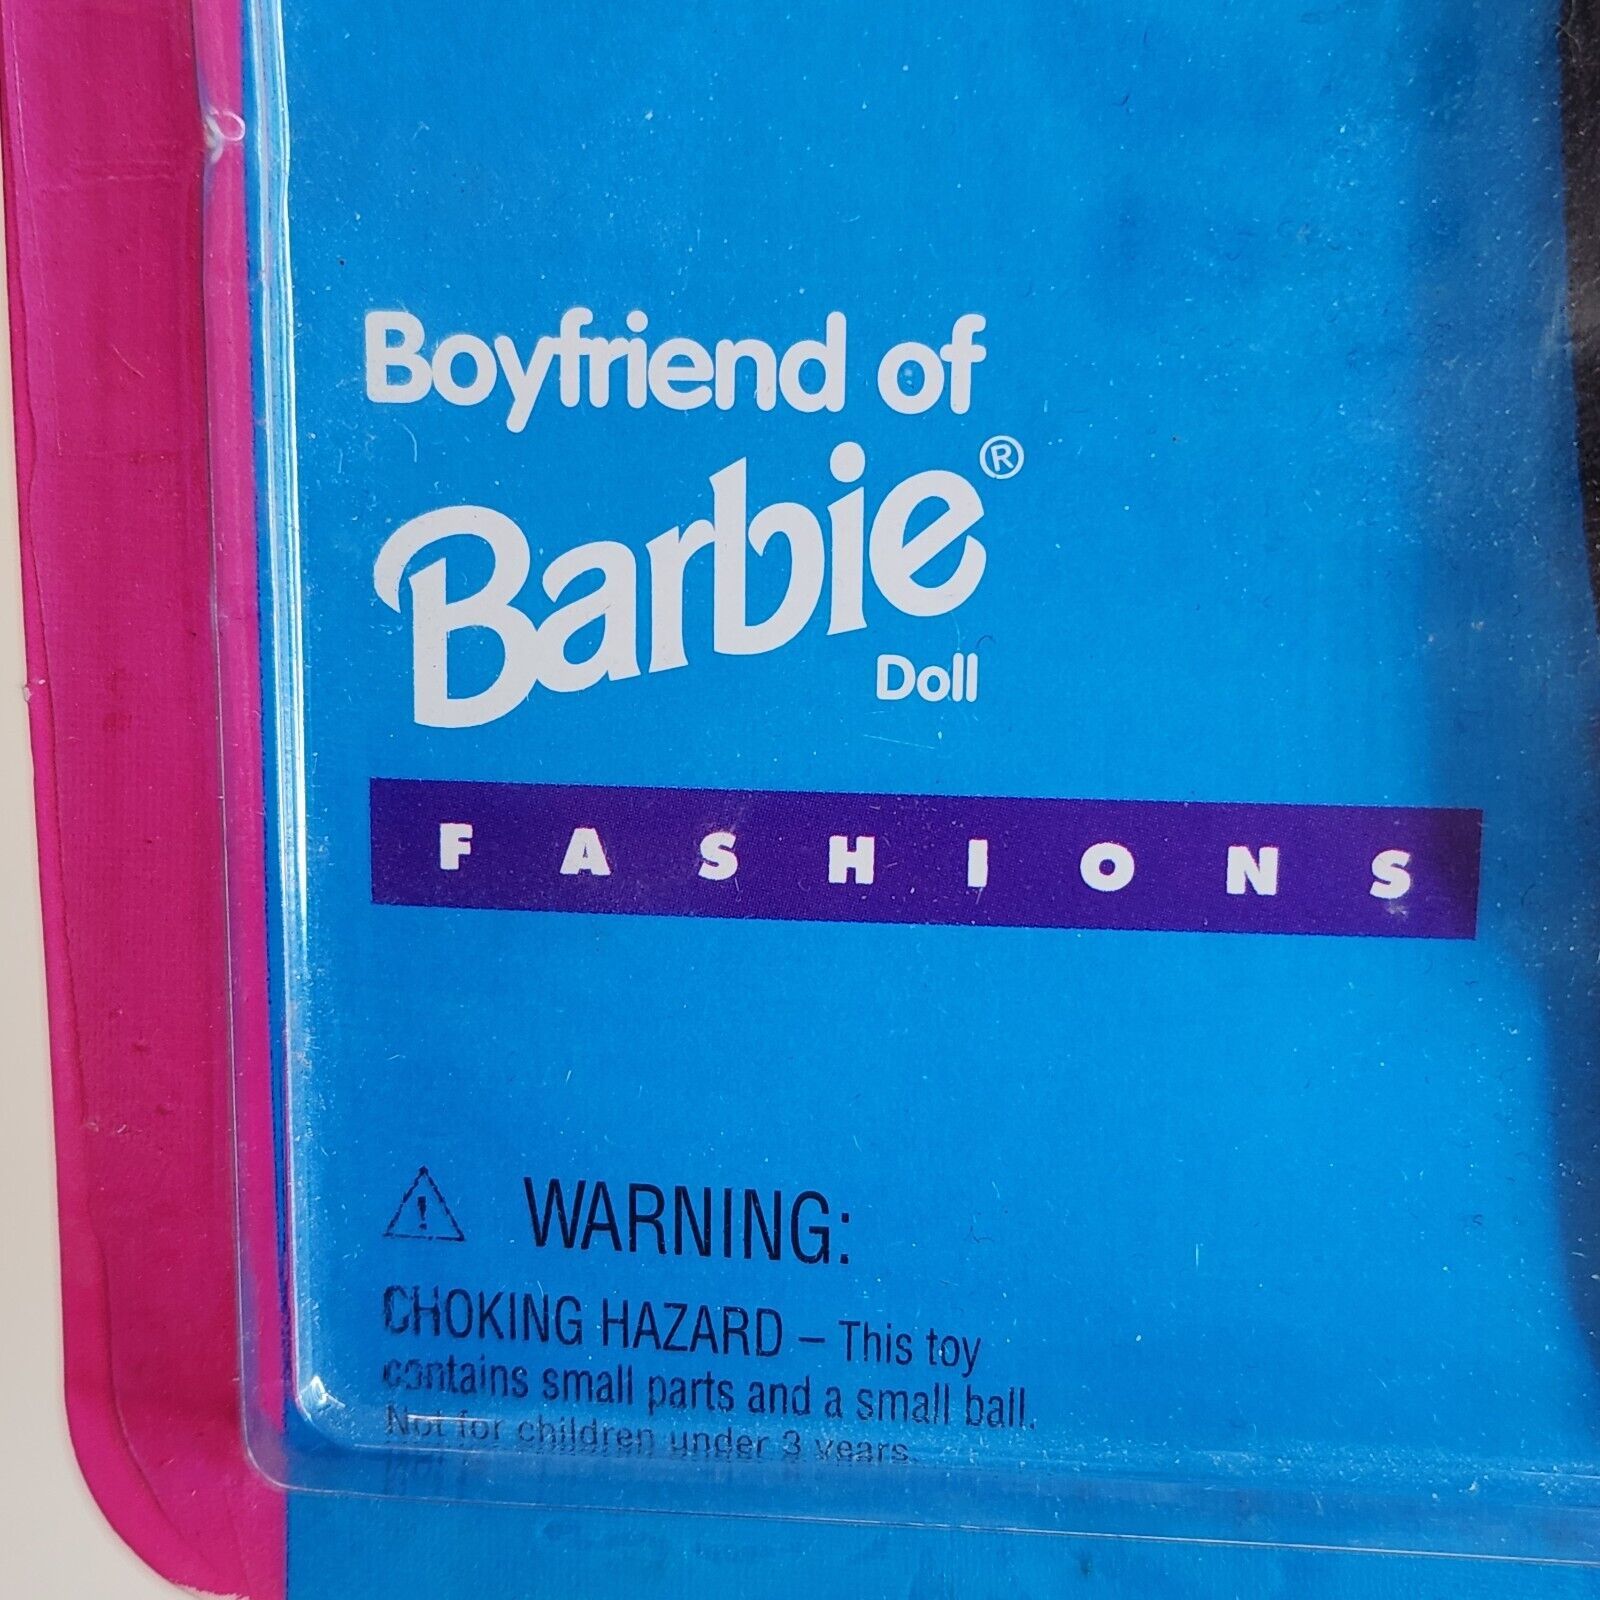 Boyfriend of
Barbie®
Doll
FASHIONS
WARNING:
CHOKING HAZARD – This toy
contains small parts and a small ball.
Not for children under 3 years.